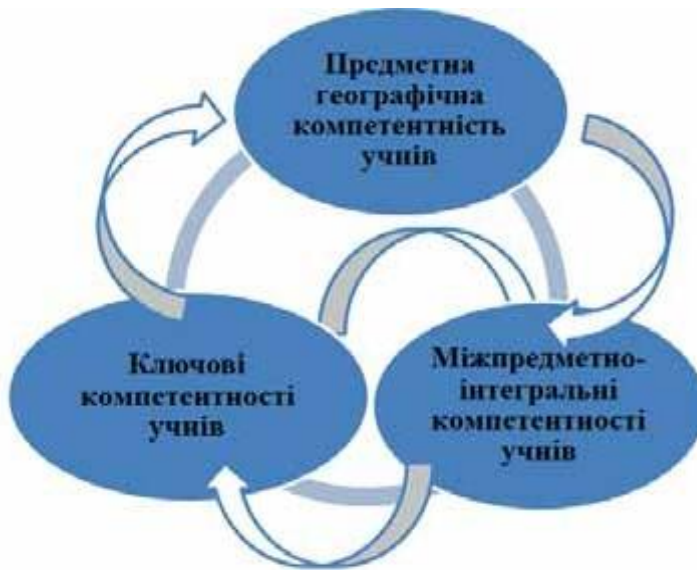 Предметна
географічна
компетентність
учнів
Ключові
компетентності
учнів
Міжпредметно-
інтегральні
компетентності
учнів